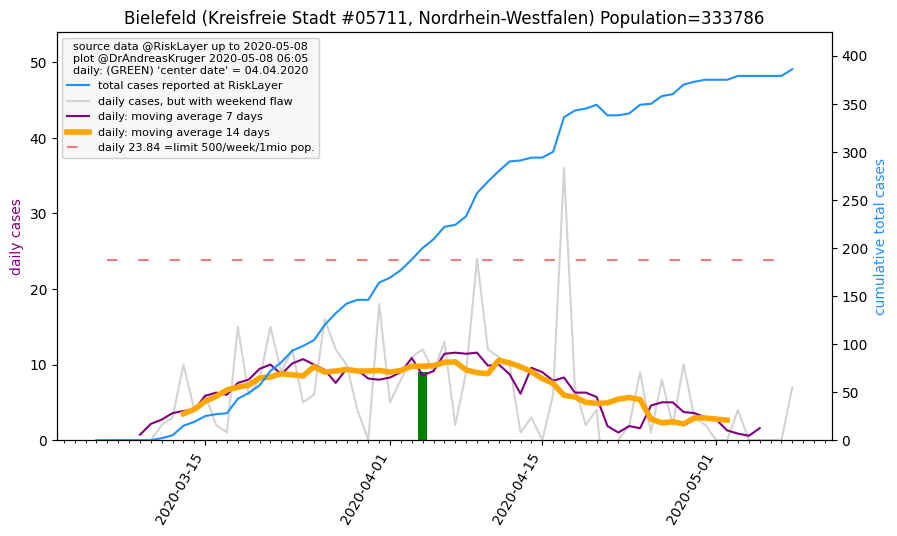 Bielefeld (Kreisfreie Stadt #05711, Nordrhein-Westfalen) Population=333786
source data @RiskLayer up to 2020-05-08
plot @DrAndreasKruger 2020-05-08 06:05
daily: (GREEN) 'center date' = 04.04.2020
total cases reported at RiskLayer
daily cases, but with weekend flaw
daily: moving average 7 days
daily: moving average 14 days
daily 23.84 =limit 500/week/1mio pop.
daily cases
50
40
30
20
10
0
400
350
300
250
200
150
100
50
0
cumulative total cases
2020-03-15
2020-04-01
2020-04-15
2020-05-01